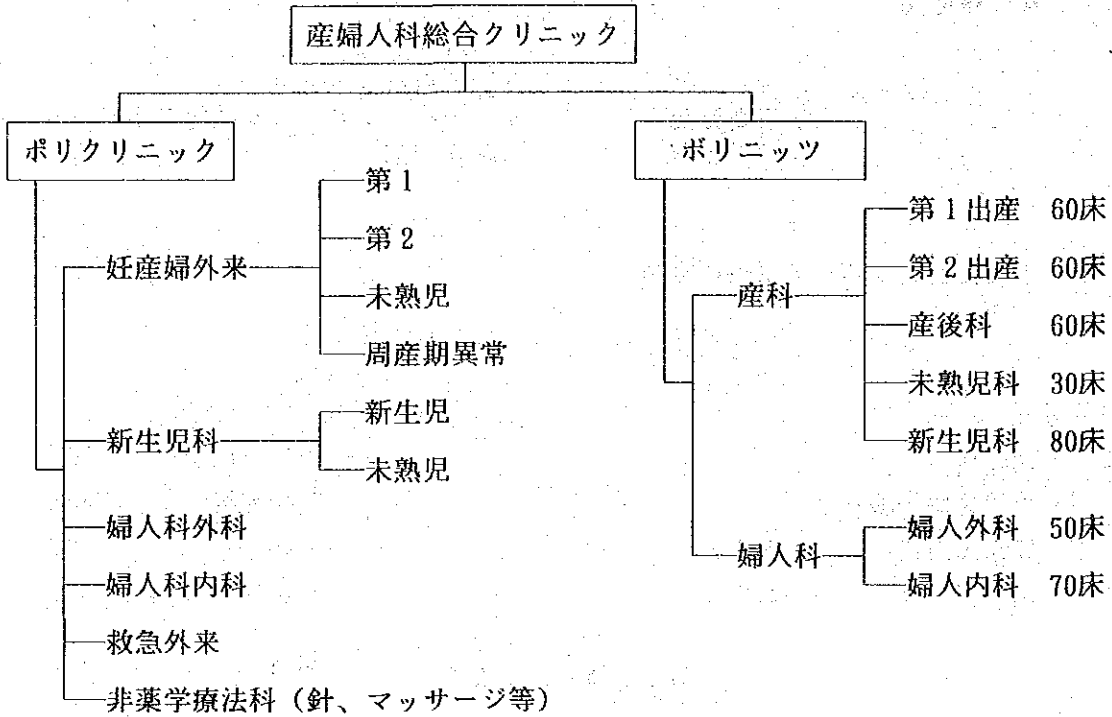 産婦人科総合クリニック
ポリクリニック
妊産婦外来
第1
第2
未熟児
周産期異常
新生児科
新生児
未熟児
婦人科外科
婦人科内科
救急外来
非薬学療法科（針、マッサージ等）
ボリニッツ
産科
第1出産 60床
第2出産 60床
産後科 60床
未熟児科 30床
新生児科 80床
婦人科
婦人外科 50床
婦人内科 70床